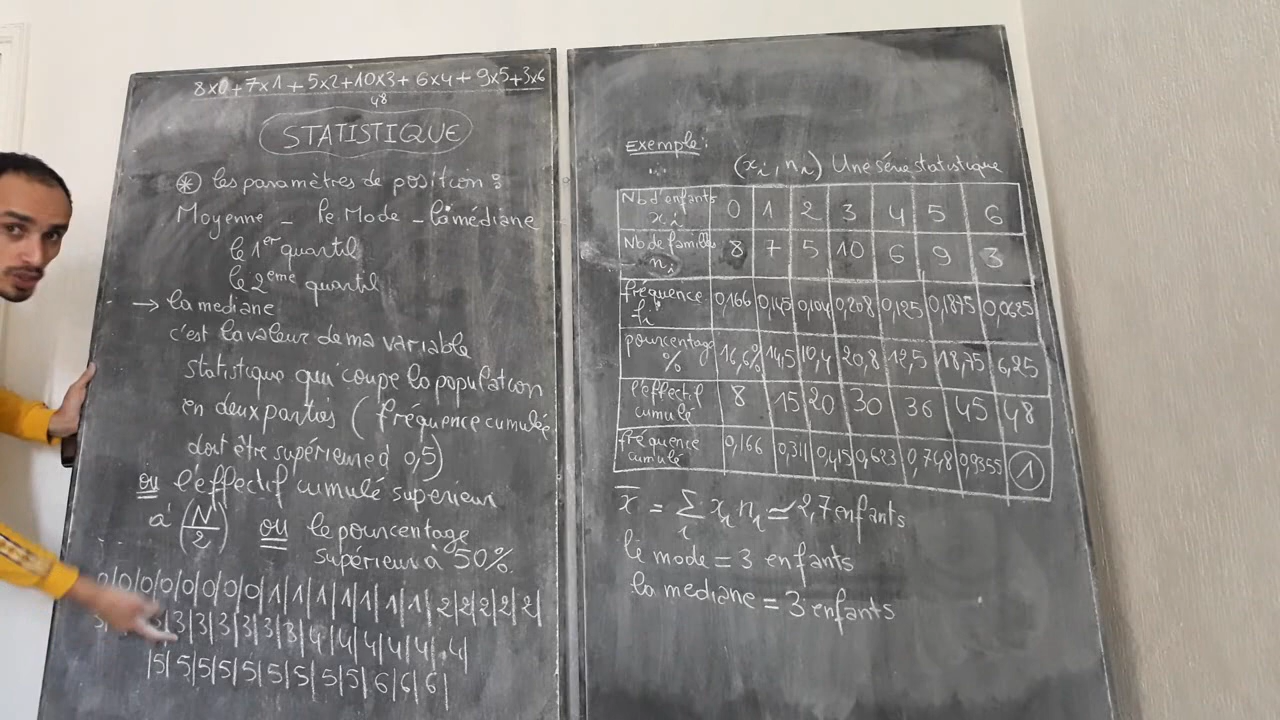 8x0 + 7x1 + 5x2 + 10x3 + 6x4 + 9x5 + 3x6
48
STATISTIQUE
* les paramètres de position :
Moyenne - le Mode - la médiane
le 1er quartil
le 2ème quartil
→ la mediane
c'est la valeur de ma variable
statistique qui coupe la population
en deux parties ( fréquence cumulée
doit être supérieure à 0,5)
ou l'effectif cumulé superieur
à (N/2) ou le pourcentage
supérieur à 50%.
0|0|0|0|0|0|0|1|1|1|1|1|1|1|2|2|2|2|2|
3|3|3|3|3|3|4|4|4|4|4|4|
|5|5|5|5|5|5|5|5|5|6|6|6|
Exemple :
(xi, ni) Une série statistique
Nb d'enfants xi 0 1 2 3 4 5 6
Nb de familles ni 8 7 5 10 6 9 3
fréquence fi 0,166 0,145 0,104 0,208 0,125 0,1875 0,0625
pourcentage % 16,6% 14,5 10,4 20,8 12,5 18,75 6,25
l'effectif cumulé 8 15 20 30 36 45 48
fréquence cumulé 0,166 0,311 0,415 0,623 0,748 0,9355 1
x̄ = Σi xi ni ≃ 2,7 enfants
le mode = 3 enfants
la mediane = 3 enfants